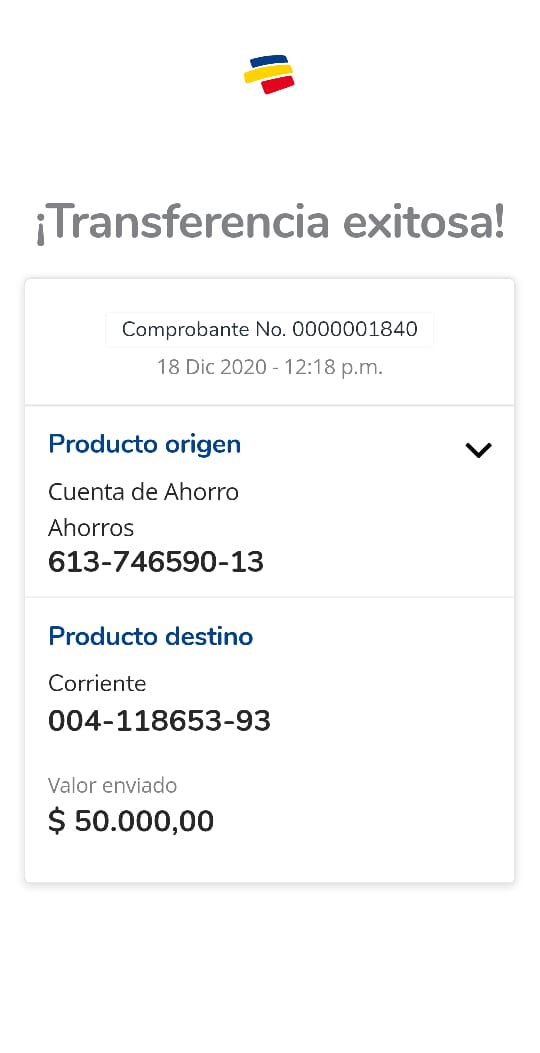 ¡Transferencia exitosa!
Comprobante No. 0000001840
18 Dic 2020 - 12:18 p.m.
Producto origen
Cuenta de Ahorro
Ahorros
613-746590-13
Producto destino
Corriente
004-118653-93
Valor enviado
$ 50.000,00